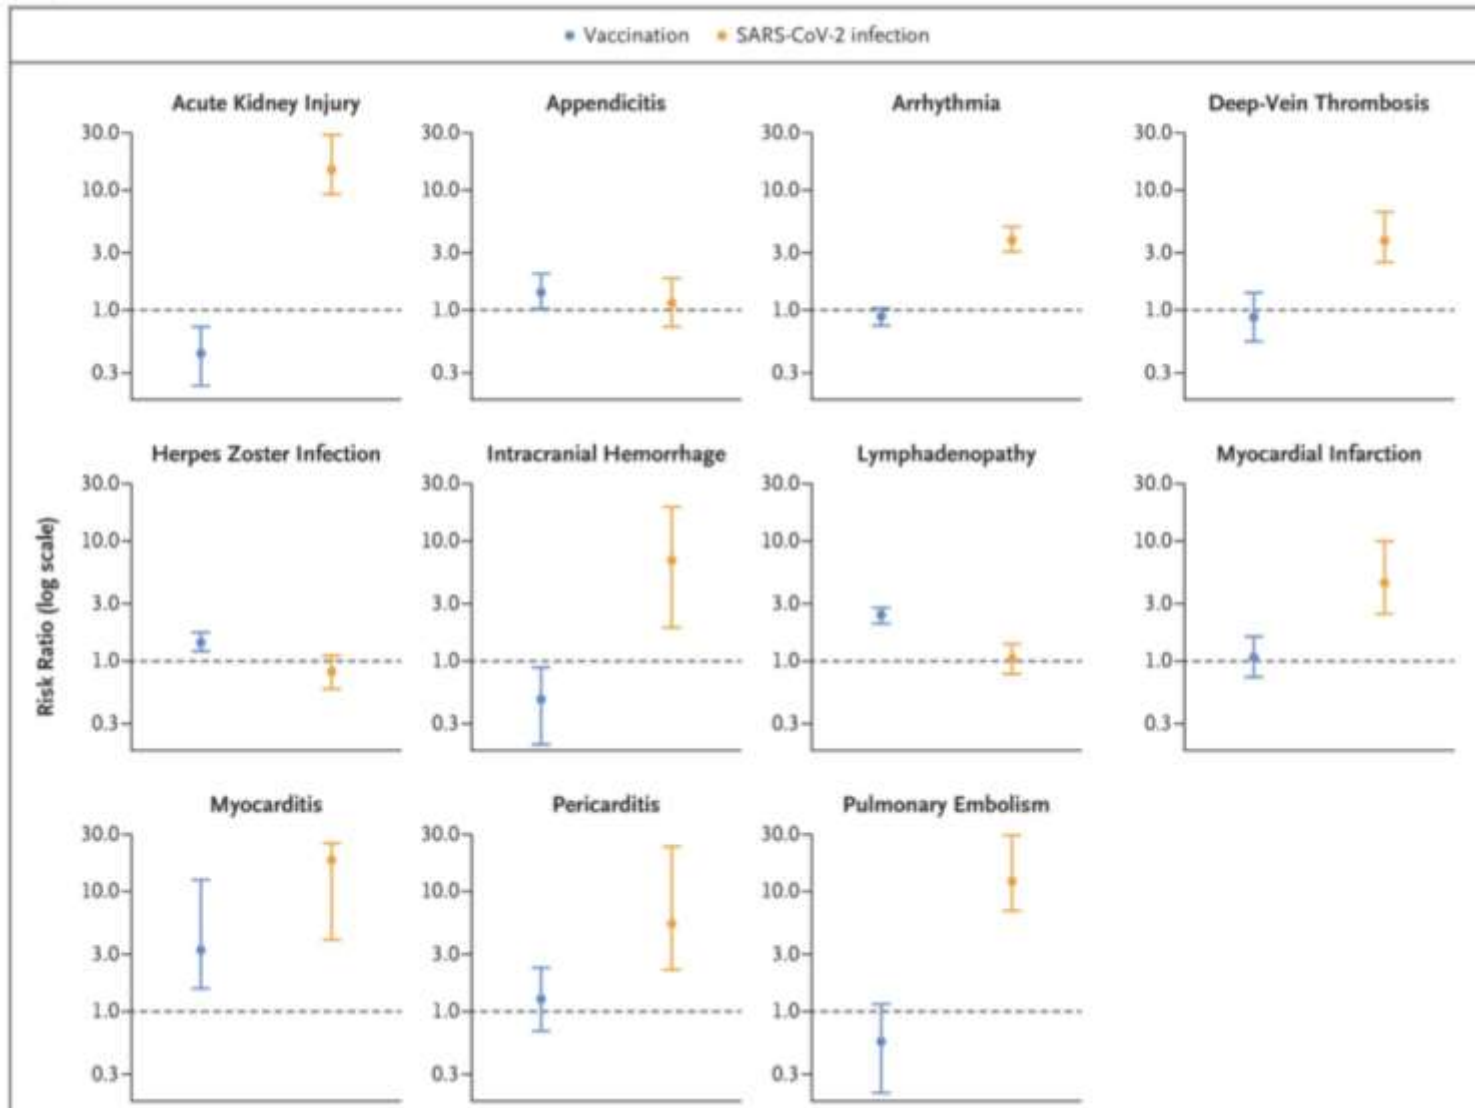 Vaccination SARS-CoV-2 infection
Acute Kidney Injury Appendicitis Arrhythmia Deep-Vein Thrombosis
30.0 30.0 30.0 30.0
10.0 10.0 10.0 10.0
3.0 3.0 3.0 3.0
1.0 1.0 1.0 1.0
0.3 0.3 0.3 0.3
Risk Ratio (log scale)
Herpes Zoster Infection Intracranial Hemorrhage Lymphadenopathy Myocardial Infarction
30.0 30.0 30.0 30.0
10.0 10.0 10.0 10.0
3.0 3.0 3.0 3.0
1.0 1.0 1.0 1.0
0.3 0.3 0.3 0.3
Myocarditis Pericarditis Pulmonary Embolism
30.0 30.0 30.0
10.0 10.0 10.0
3.0 3.0 3.0
1.0 1.0 1.0
0.3 0.3 0.3